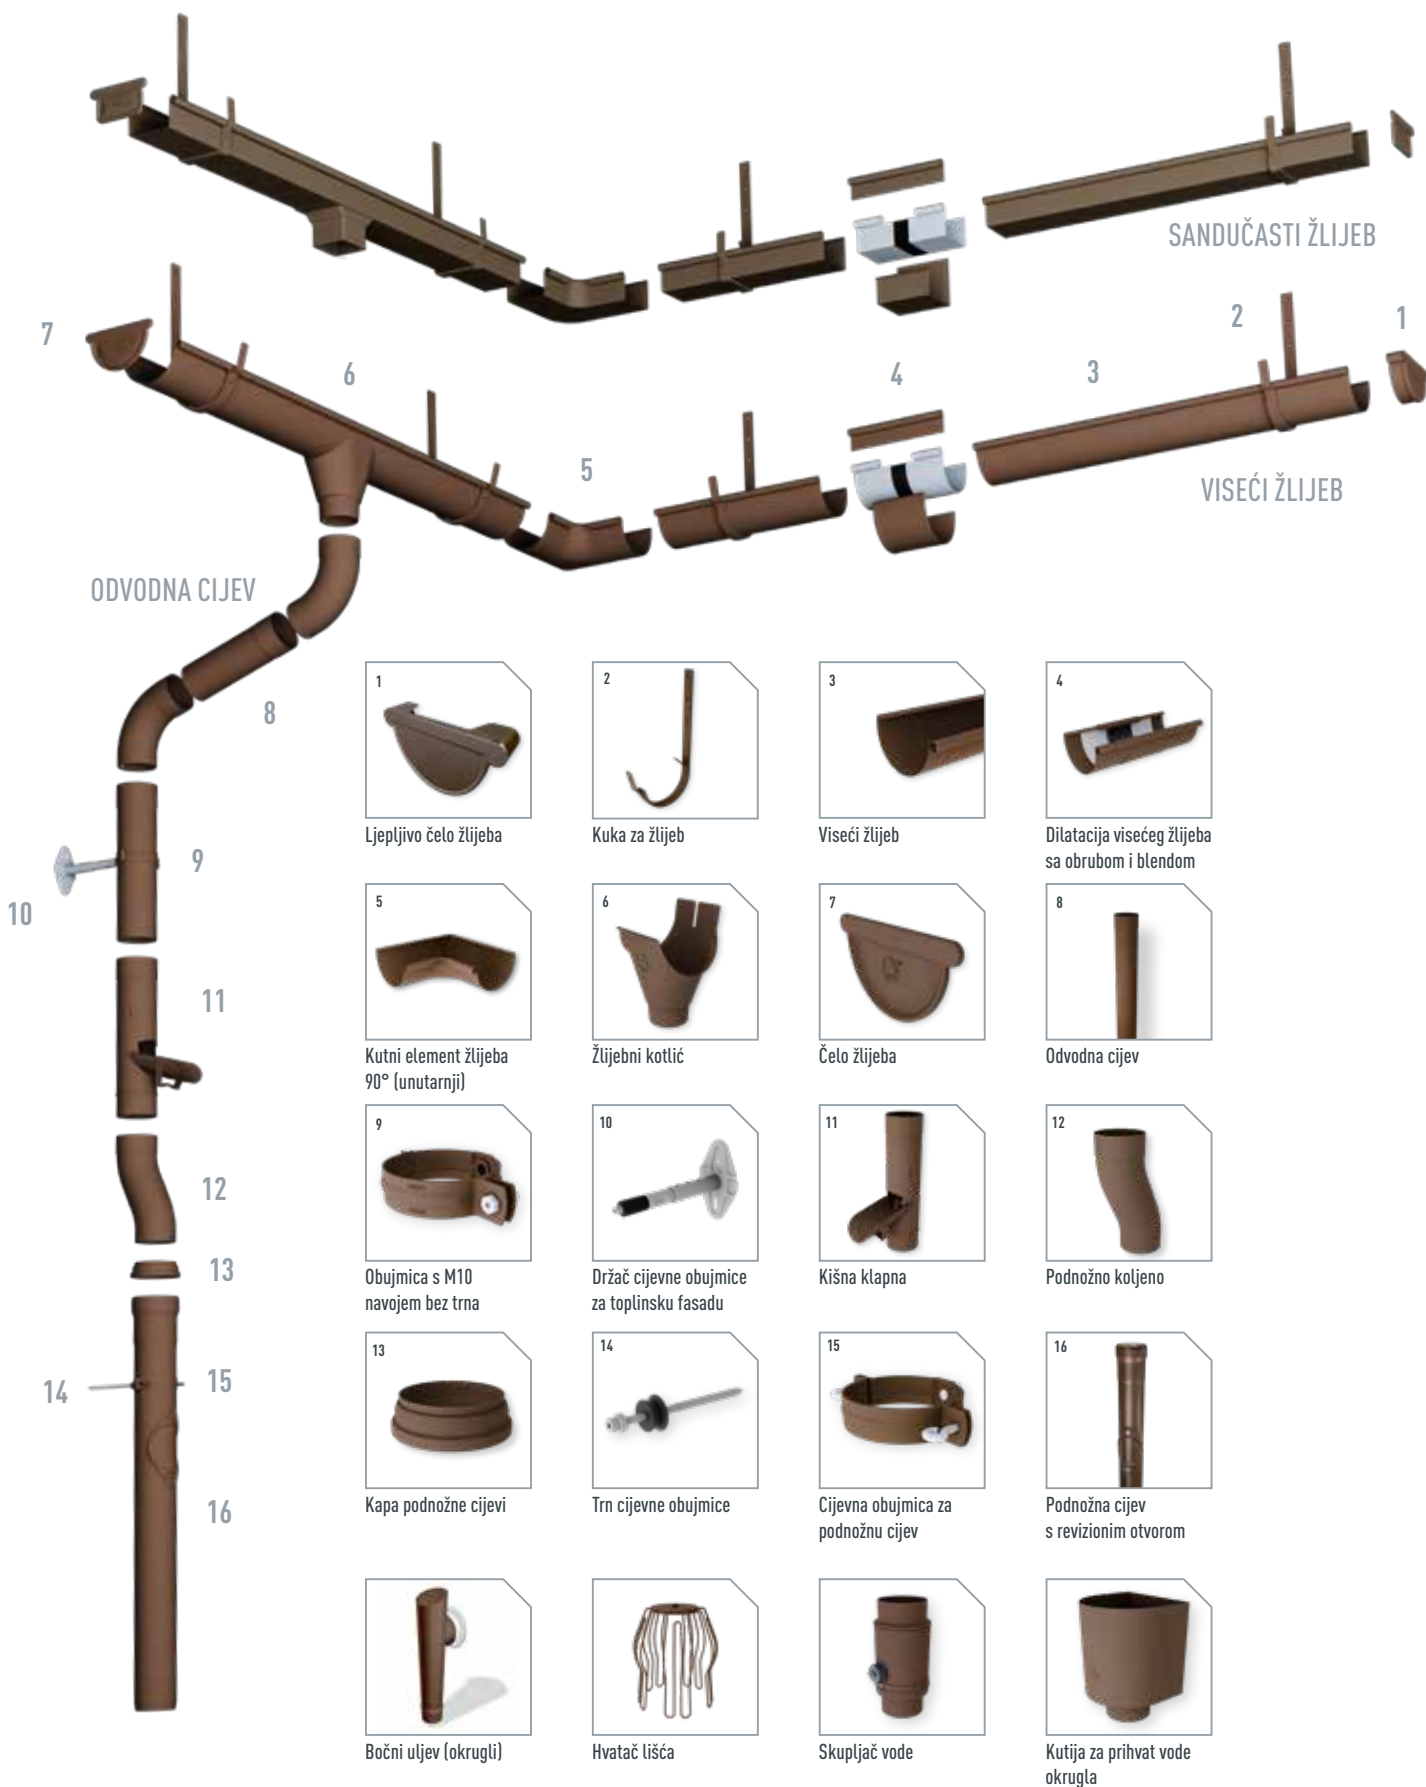 SANDUČASTI ŽLIJEB
7
6
5
4
3
2
1
VISEĆI ŽLIJEB
ODVODNA CIJEV
8
9
10
11
12
13
14
15
16
1
Ljepljivo čelo žlijeba
2
Kuka za žlijeb
3
Viseći žlijeb
4
Dilatacija visećeg žlijeba
sa obrubom i blendom
5
Kutni element žlijeba
90° (unutarnji)
6
Žlijebni kotlić
7
Čelo žlijeba
8
Odvodna cijev
9
Obujmica s M10
navojem bez trna
10
Držač cijevne obujmice
za toplinsku fasadu
11
Kišna klapna
12
Podnožno koljeno
13
Kapa podnožne cijevi
14
Trn cijevne obujmice
15
Cijevna obujmica za
podnožnu cijev
16
Podnožna cijev
s revizionim otvorom
Bočni uljev (okrugli)
Hvatač lišća
Skupljač vode
Kutija za prihvat vode
okrugla